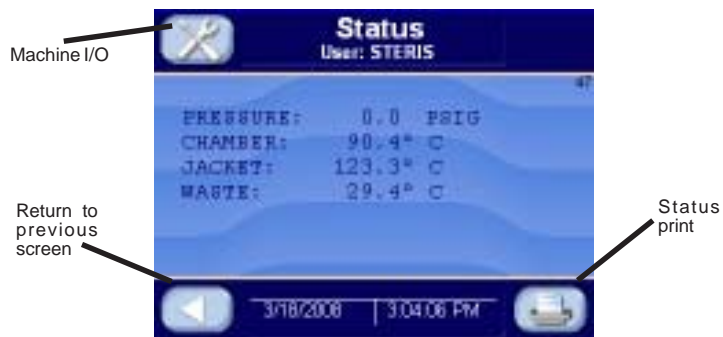 Machine I/O
Status
User: STERIS
47
PRESSURE: 0.0 PSIG
CHAMBER: 90.4° C
JACKET: 123.3° C
WASTE: 29.4° C
Return to
previous
screen
Status
print
3/18/2008 3:04:06 PM